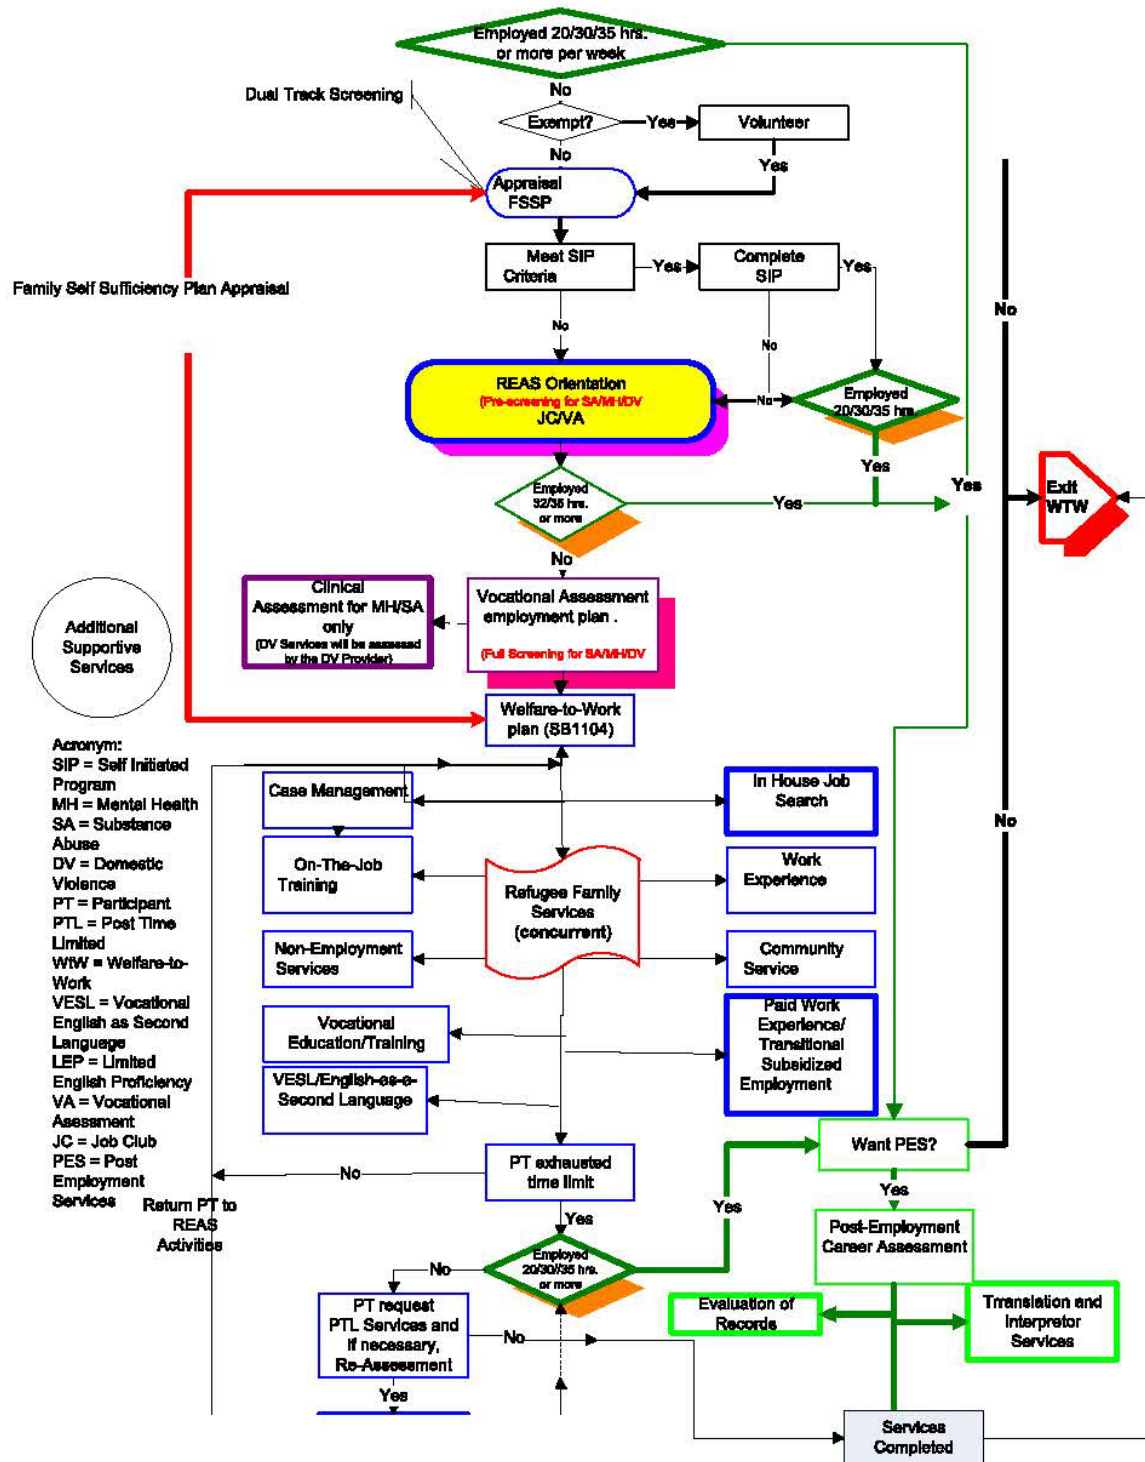 Employed 20/30/35 hrs.
or more per week
No
Dual Track Screening
Exempt?
Yes
Volunteer
No
Yes
Appraisal
FSSP
Meet SIP
Criteria
Yes
Complete
SIP
Yes
Family Self Sufficiency Plan Appraisal
No
No
No
REAS Orientation
(Pre-screening for SA/MH/DV
JC/VA
No
Employed
20/30/35 hrs.
Yes
Employed
32/35 hrs.
or more
Yes
Yes
Exit
WTW
No
Clinical
Assessment for MH/SA
only
(DV Services will be assessed
by the DV Provider)
Vocational Assessment
employment plan .
(Full Screening for SA/MH/DV
Additional
Supportive
Services
Welfare-to-Work
plan (SB1104)
Acronym:
SIP = Self Initiated
Program
MH = Mental Health
SA = Substance
Abuse
DV = Domestic
Violence
PT = Participant
PTL = Post Time
Limited
WtW = Welfare-to-
Work
VESL = Vocational
English as Second
Language
LEP = Limited
English Proficiency
VA = Vocational
Asessment
JC = Job Club
PES = Post
Employment
Services
Case Management
In House Job
Search
No
On-The-Job
Training
Refugee Family
Services
(concurrent)
Work
Experience
Non-Employment
Services
Community
Service
Vocational
Education/Training
Paid Work
Experience/
Transitional
Subsidized
Employment
VESL/English-as-a-
Second Language
Want PES?
No
PT exhausted
time limit
Yes
Yes
Return PT to
REAS
Activities
Yes
Post-Employment
Career Assessment
No
Employed
20/30//35 hrs.
or more
PT request
PTL Services and
if necessary,
Re-Assessment
No
Evaluation of
Records
Ttranslation and
Interpretor
Services
Yes
Services
Completed